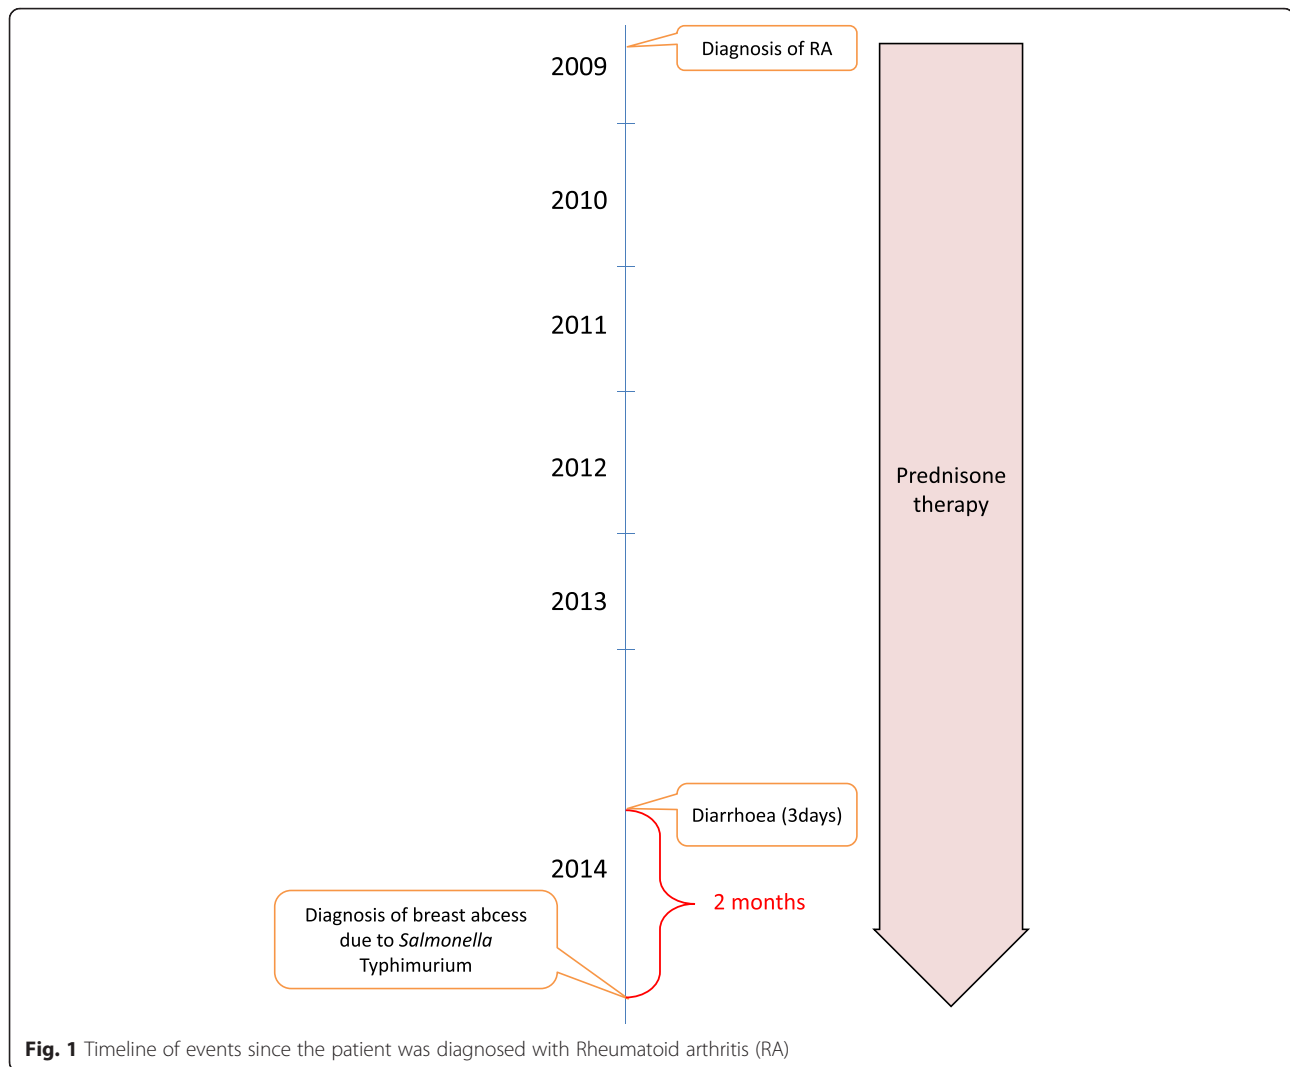 Diagnosis of RA
2009
2010
2011
2012
Prednisone
therapy
2013
Diarrhoea (3days)
2014
2 months
Diagnosis of breast abcess
due to Salmonella
Typhimurium
Fig. 1 Timeline of events since the patient was diagnosed with Rheumatoid arthritis (RA)